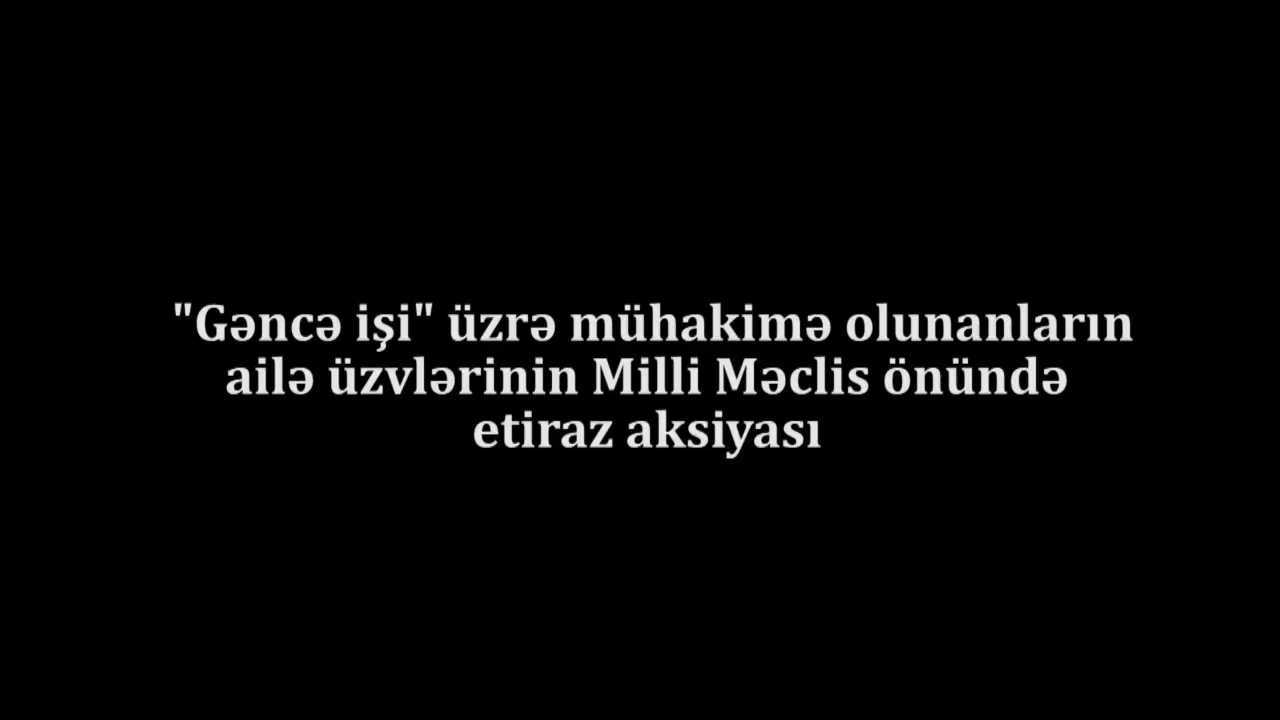 "Gəncə işi" üzrə mühakimə olunanların
ailə üzvlərinin Milli Məclis önündə
etiraz aksiyası